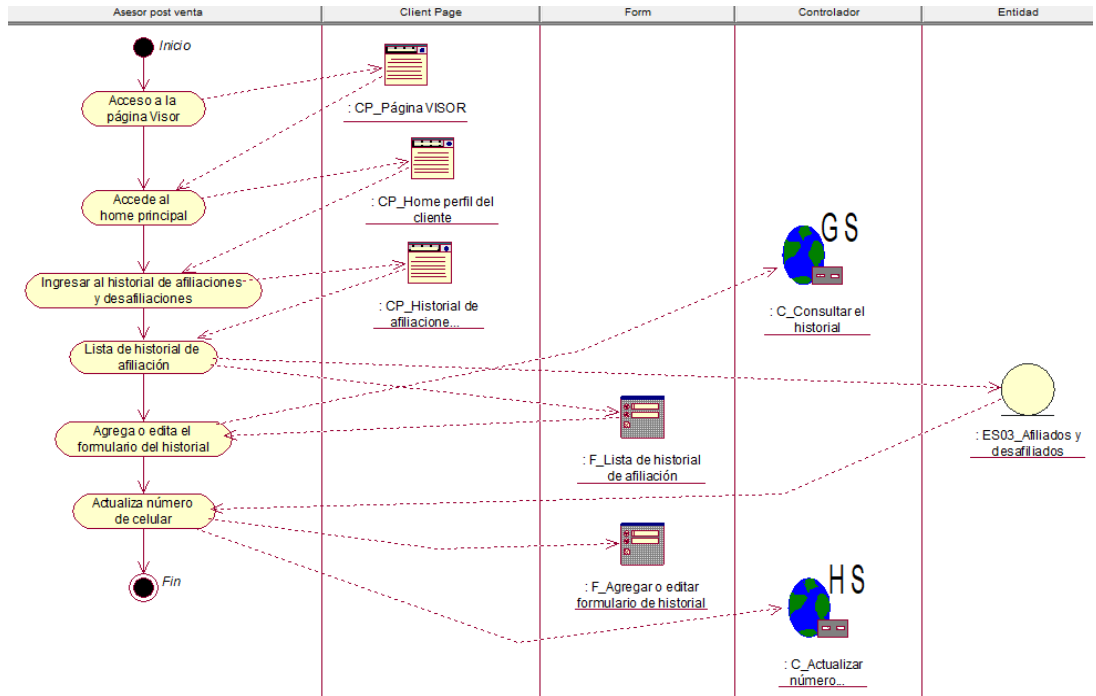 Asesor post venta
Client Page
Form
Controlador
Entidad
Inicio
Acceso a la
página Visor
: CP_Página VISOR
Accede al
home principal
: CP_Home perfil del
cliente
GS
Ingresar al historial de afiliaciones
y desafiliaciones
: CP_Historial de
afiliacione...
: C_Consultar el
historial
Lista de historial de
afiliación
Agrega o edita el
formulario del historial
: F_Lista de historial
de afiliación
: ES03_Afiliados y
desafiliados
Actualiza número
de celular
Fin
: F_Agregar o editar
formulario de historial
HS
: C_Actualizar
número...